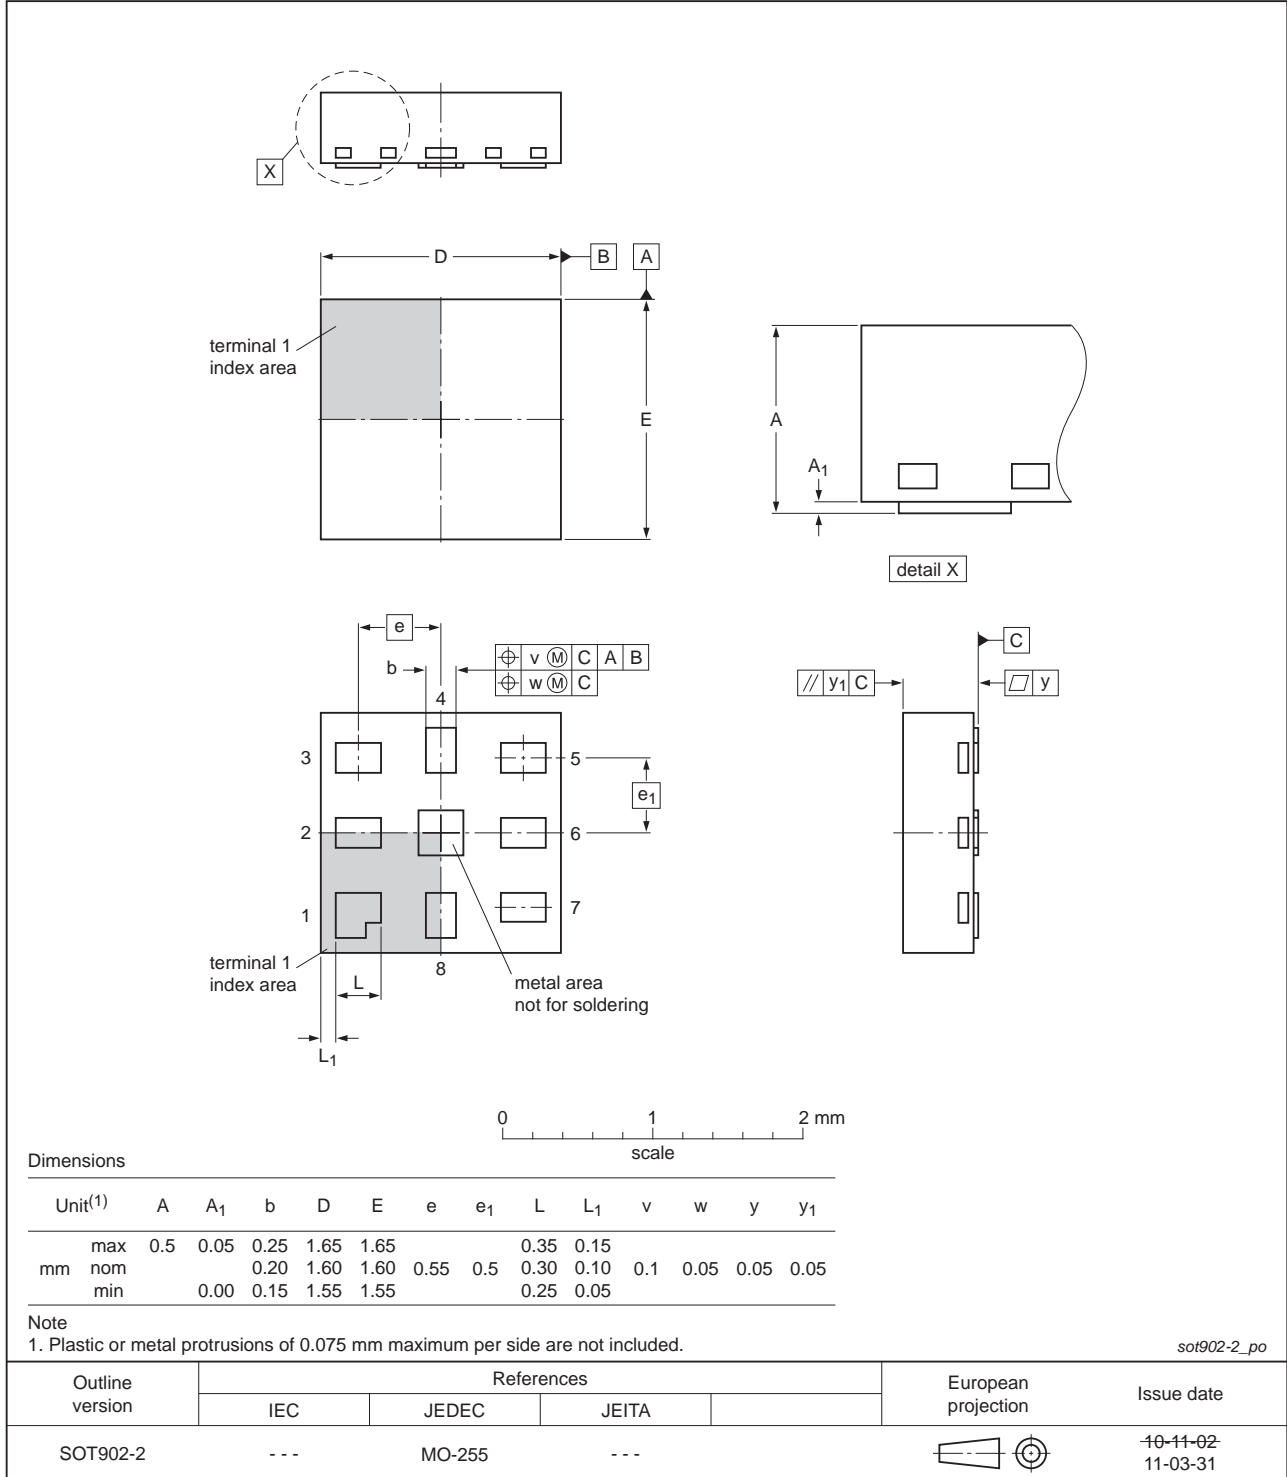 X
D
B
A
terminal 1
index area
E
A
A1
detail X
e
b
v M C A B
w M C
4
3
5
e1
2
6
1
7
terminal 1
index area
8
L
metal area
not for soldering
L1
C
// y1 C
y
0 1 2 mm
scale
Dimensions
Unit(1) A A1 b D E e e1 L L1 v w y y1
max 0.5 0.05 0.25 1.65 1.65 0.35 0.15
mm nom 0.20 1.60 1.60 0.55 0.5 0.30 0.10 0.1 0.05 0.05 0.05
min 0.00 0.15 1.55 1.55 0.25 0.05
Note
1. Plastic or metal protrusions of 0.075 mm maximum per side are not included.
sot902-2_po
Outline
version
References
IEC JEDEC JEITA
European
projection
Issue date
SOT902-2 - - - MO-255 - - -
10-11-02
11-03-31